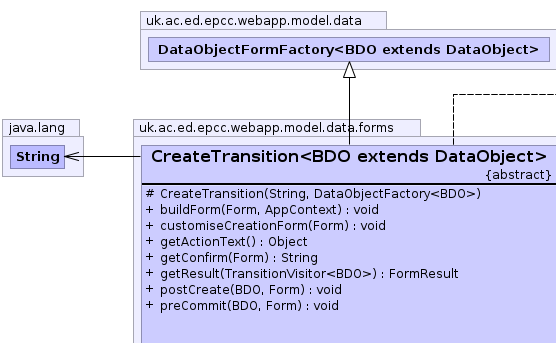 uk.ac.ed.epcc.webapp.model.data
DataObjectFormFactory<BDO extends DataObject>
java.lang
String
uk.ac.ed.epcc.webapp.model.data.forms
CreateTransition<BDO extends DataObject>
{abstract}
# CreateTransition(String, DataObjectFactory<BDO>)
+ buildForm(Form, AppContext) : void
+ customiseCreationForm(Form) : void
+ getActionText() : Object
+ getConfirm(Form) : String
+ getResult(TransitionVisitor<BDO>) : FormResult
+ postCreate(BDO, Form) : void
+ preCommit(BDO, Form) : void